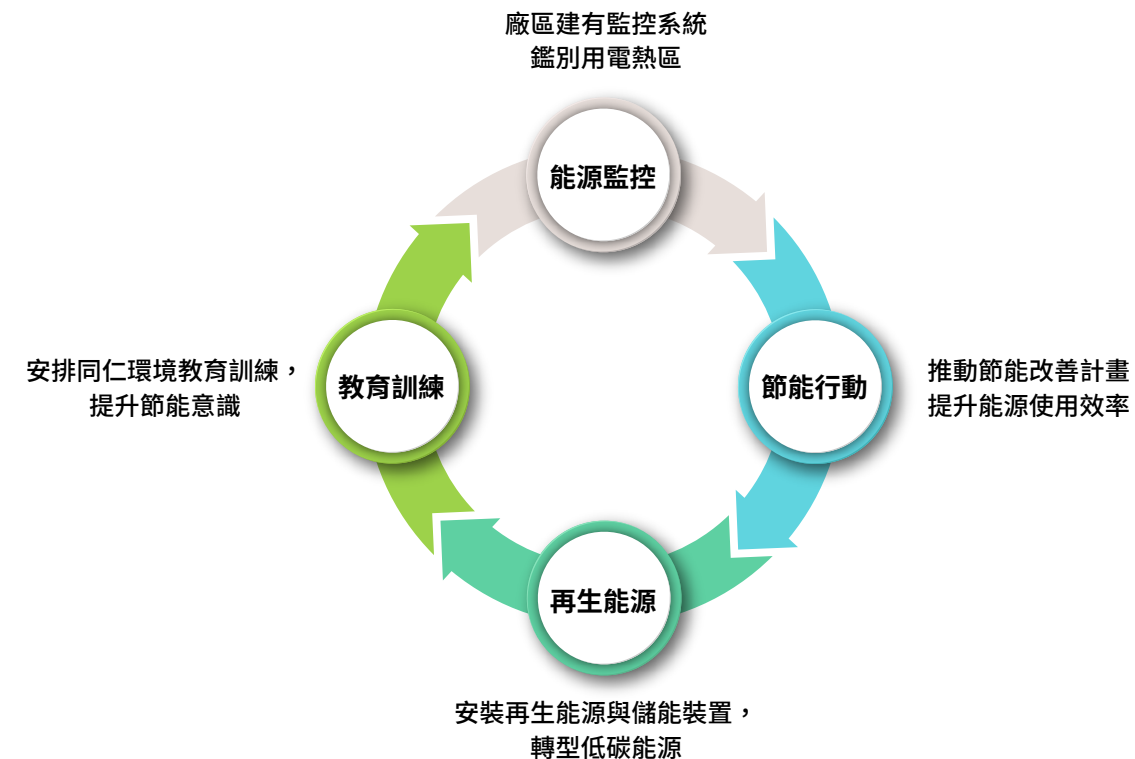 廠區建有監控系統
鑑別用電熱區
能源監控
安排同仁環境教育訓練，
提升節能意識
教育訓練
節能行動
推動節能改善計畫
提升能源使用效率
再生能源
安裝再生能源與儲能裝置，
轉型低碳能源